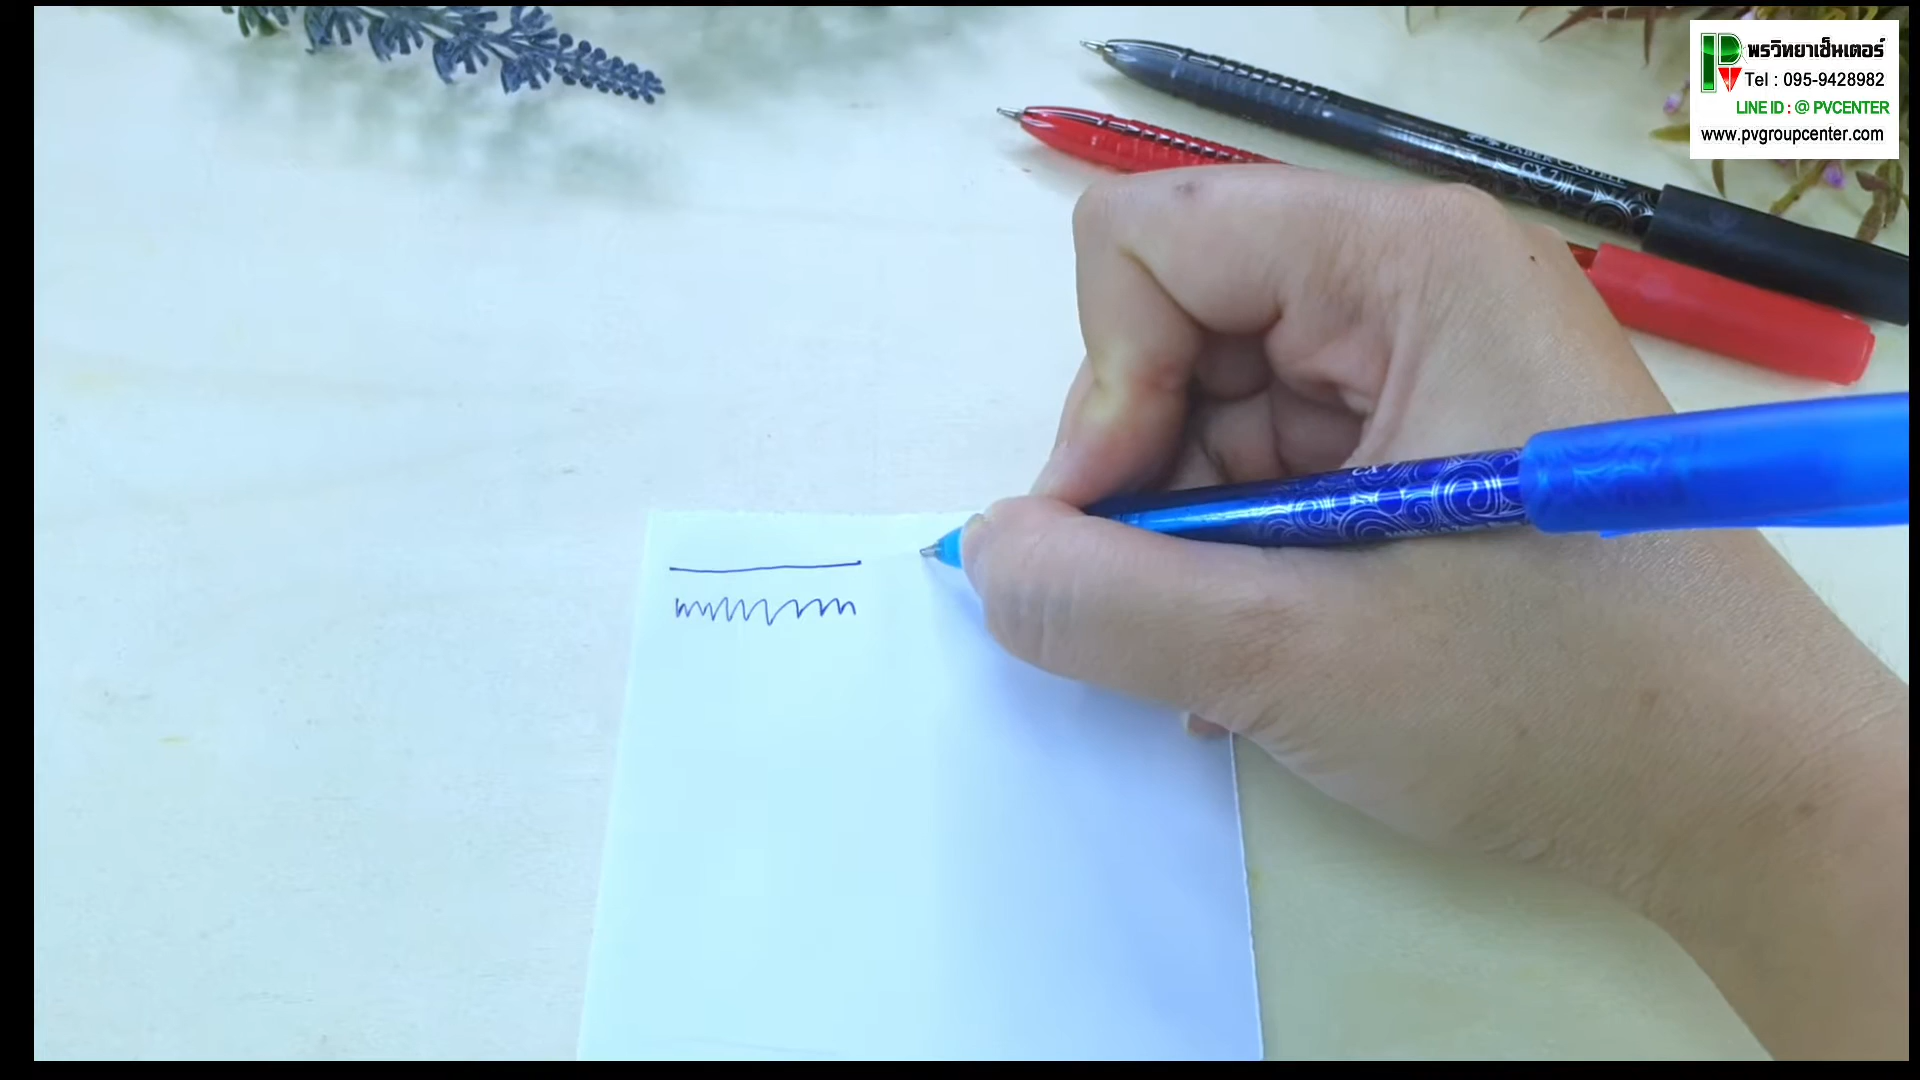 พรวิทยาเซ็นเตอร์
Tel : 095-9428982
LINE ID : @ PVCENTER
www.pvgroupcenter.com
FABER CASTELL
CX 7
CX 7